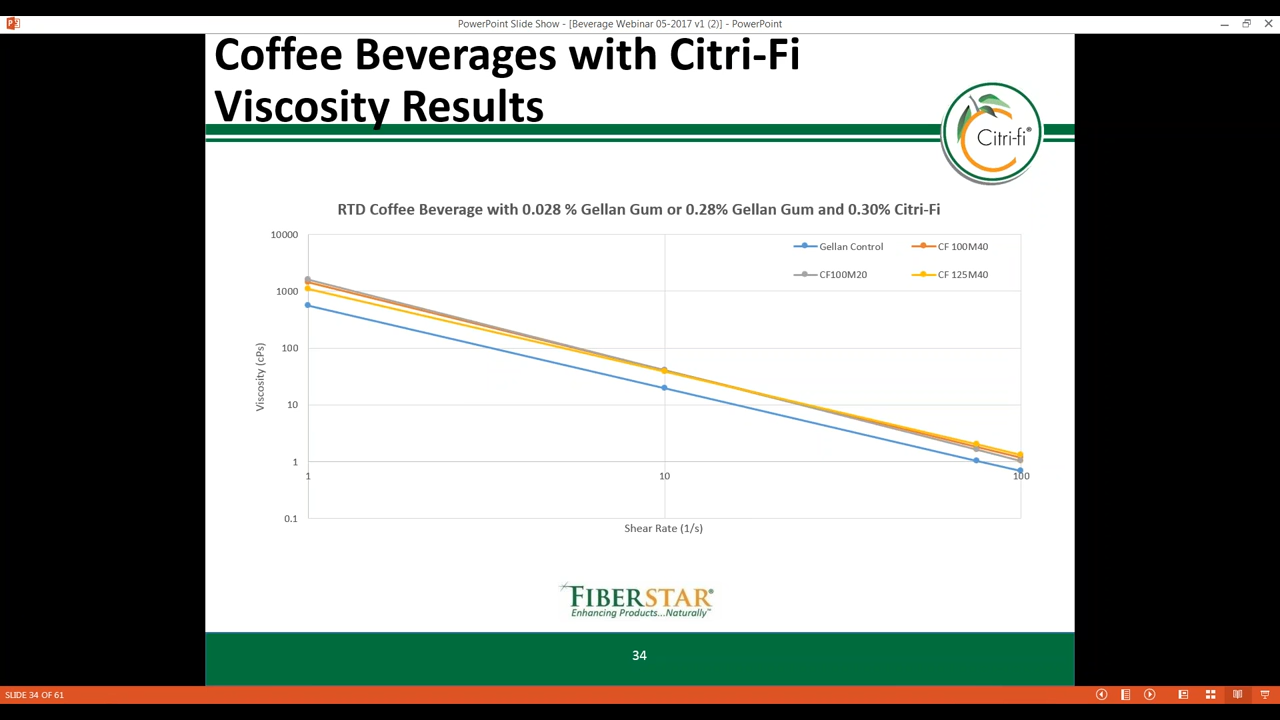 PowerPoint Slide Show - [Beverage Webinar 05-2017 v1 (2)] - PowerPoint
Coffee Beverages with Citri-Fi
Viscosity Results
Citri-fi®
RTD Coffee Beverage with 0.028 % Gellan Gum or 0.28% Gellan Gum and 0.30% Citri-Fi
Gellan Control
CF 100M40
CF100M20
CF 125M40
10000
1000
100
10
1
0.1
Viscosity (cPs)
1
10
100
Shear Rate (1/s)
FIBERSTAR®
Enhancing Products...Naturally™
34
SLIDE 34 OF 61